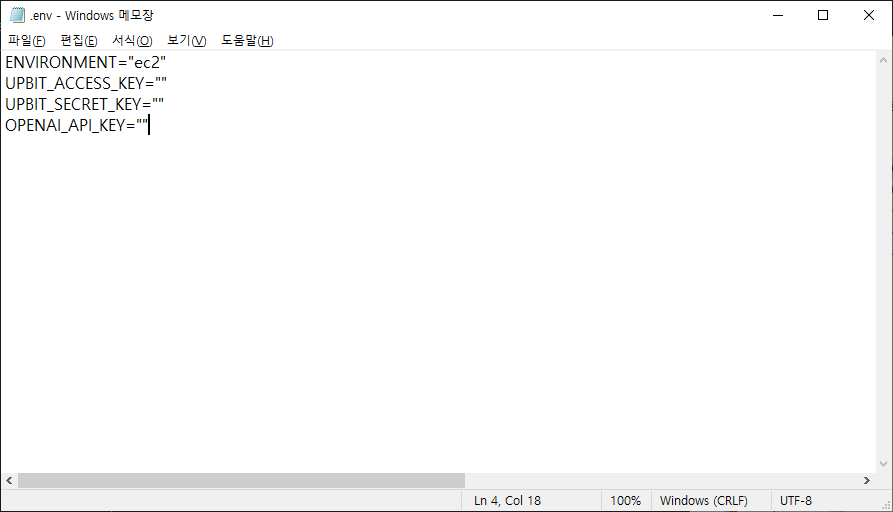 .env - Windows 메모장
파일(F) 편집(E) 서식(O) 보기(V) 도움말(H)
ENVIRONMENT="ec2"
UPBIT_ACCESS_KEY=""
UPBIT_SECRET_KEY=""
OPENAI_API_KEY=""
Ln 4, Col 18 100% Windows (CRLF) UTF-8